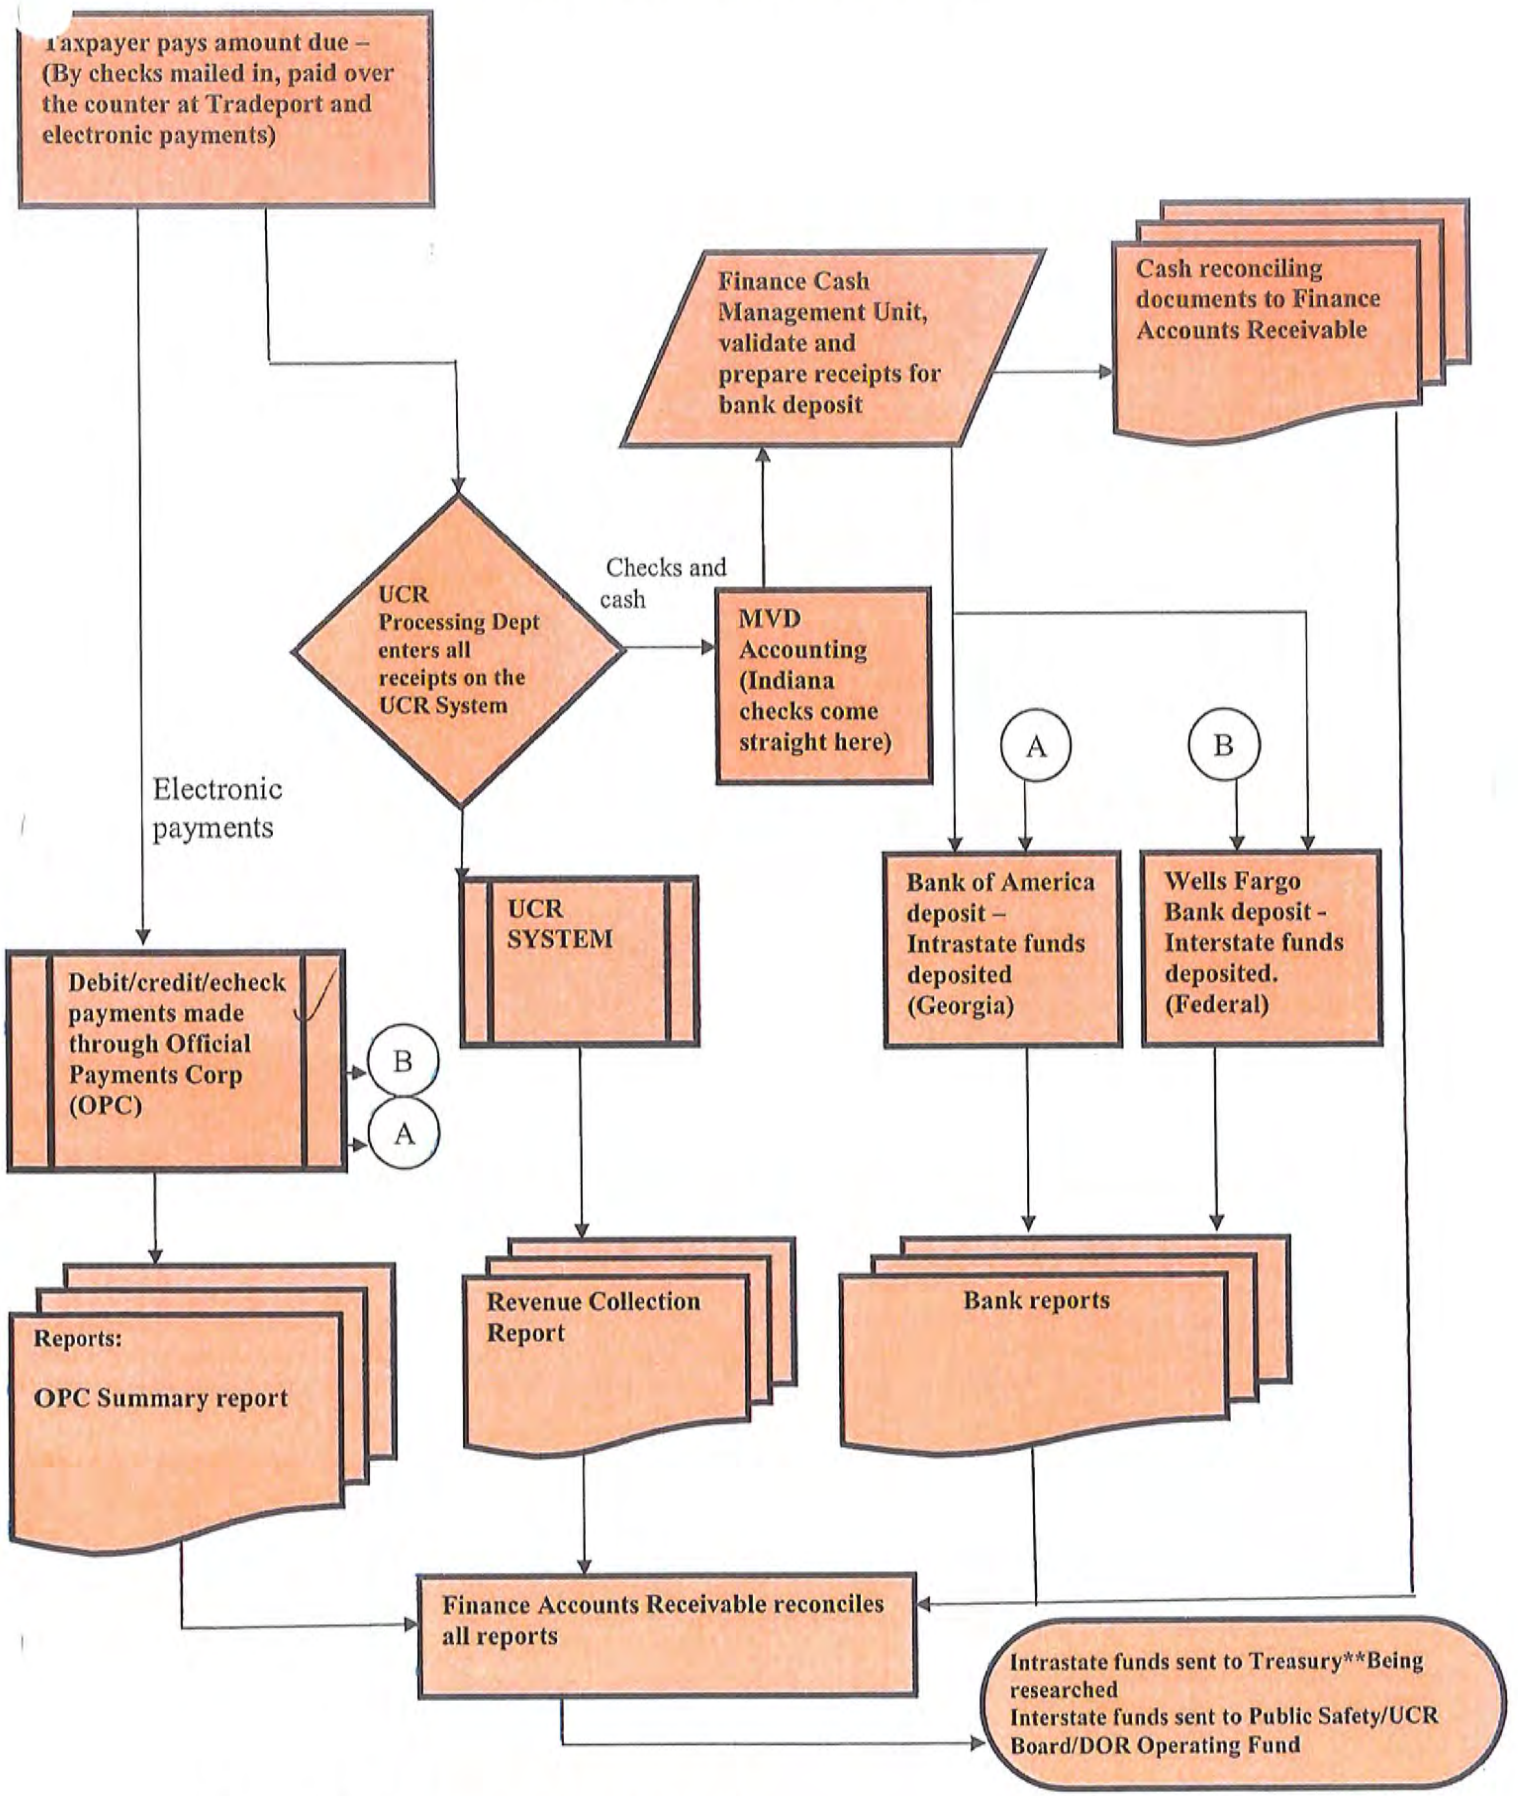 Taxpayer pays amount due –
(By checks mailed in, paid over
the counter at Tradeport and
electronic payments)
Finance Cash
Management Unit,
validate and
prepare receipts for
bank deposit
Cash reconciling
documents to Finance
Accounts Receivable
UCR
Processing Dept
enters all
receipts on the
UCR System
Checks and
cash
MVD
Accounting
(Indiana
checks come
straight here)
A
B
Electronic
payments
UCR
SYSTEM
Bank of America
deposit –
Intrastate funds
deposited
(Georgia)
Wells Fargo
Bank deposit -
Interstate funds
deposited.
(Federal)
Debit/credit/echeck
payments made
through Official
Payments Corp
(OPC)
B
A
Reports:
OPC Summary report
Revenue Collection
Report
Bank reports
Finance Accounts Receivable reconciles
all reports
Intrastate funds sent to Treasury**Being
researched
Interstate funds sent to Public Safety/UCR
Board/DOR Operating Fund